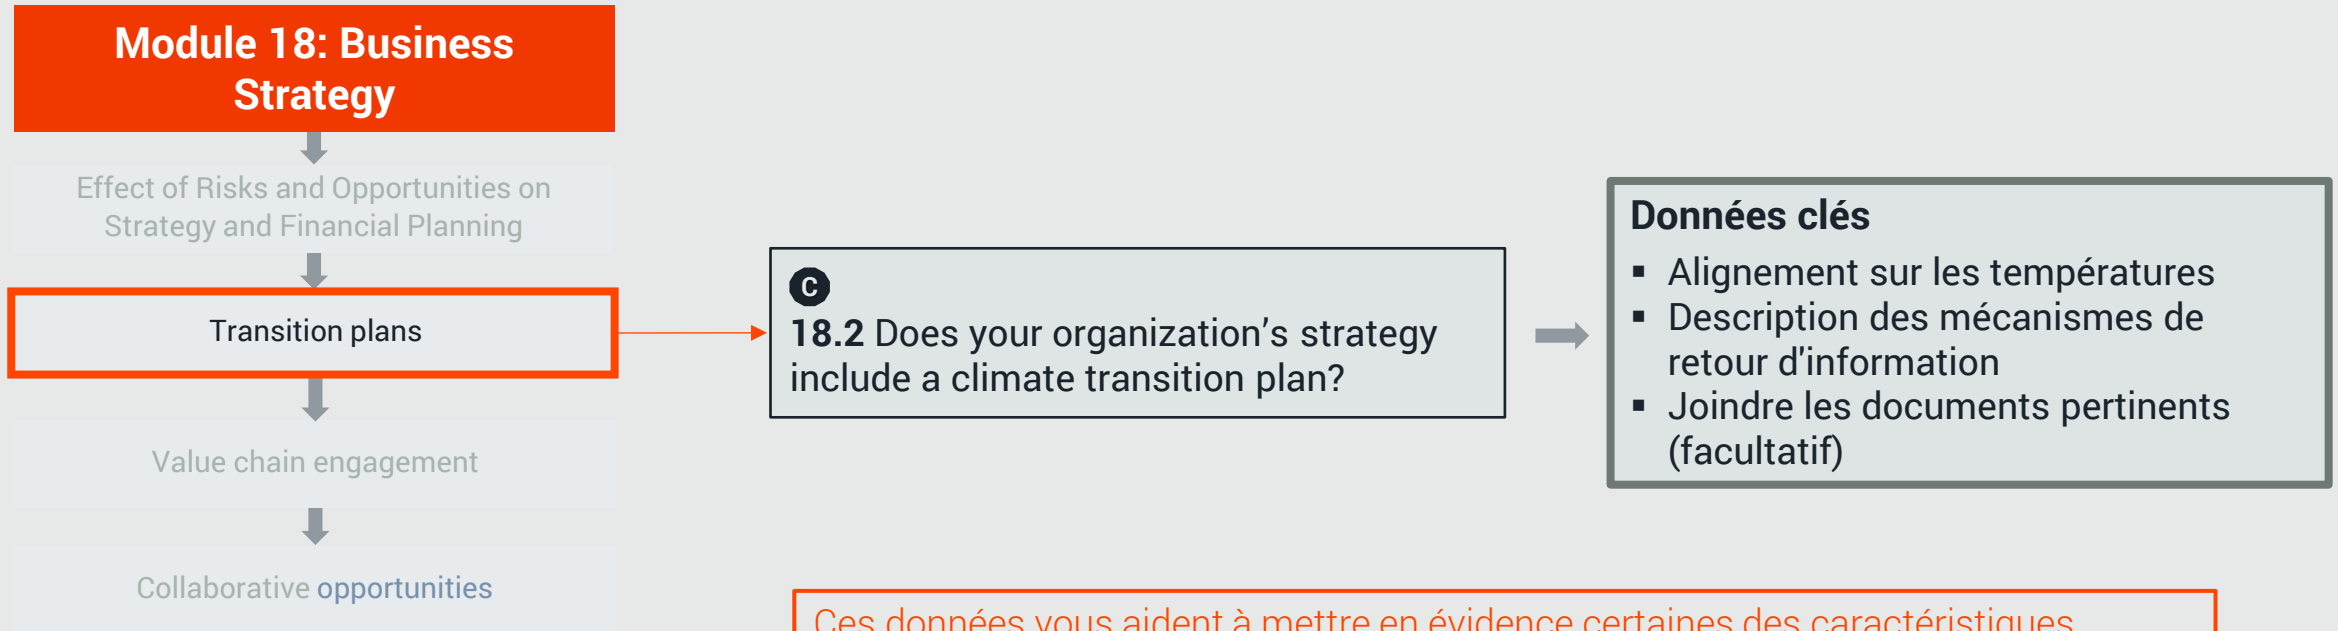 Module 18: Business
Strategy
Effect of Risks and Opportunities on
Strategy and Financial Planning
Transition plans
Value chain engagement
Collaborative opportunities
C
18.2 Does your organization's strategy
include a climate transition plan?
Données clés
▪ Alignement sur les températures
▪ Description des mécanismes de
retour d'information
▪ Joindre les documents pertinents
(facultatif)
Ces données vous aident à mettre en évidence certaines des caractéristiques